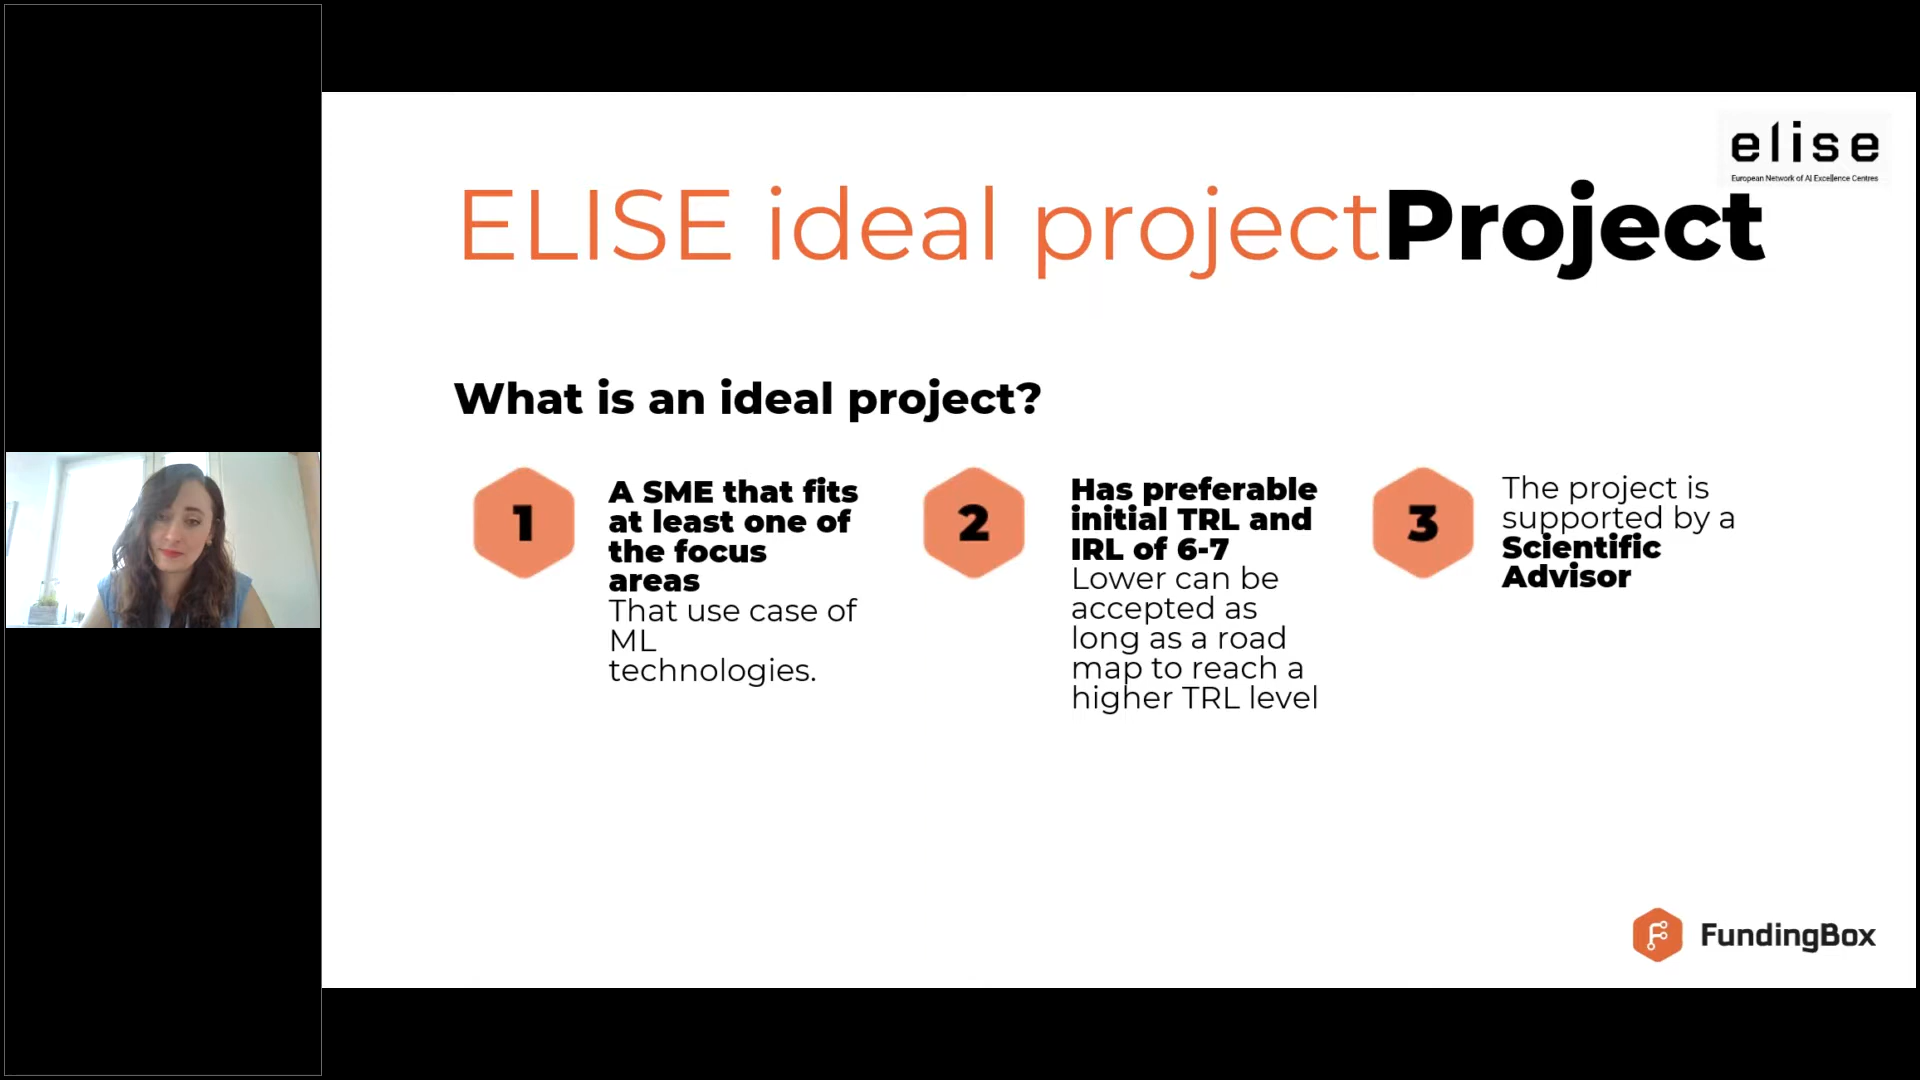 elise
European Network of AI Excellence Centres
ELISE ideal projectProject
What is an ideal project?
1
A SME that fits
at least one of
the focus
areas
That use case of
ML
technologies.
2
Has preferable
initial TRL and
IRL of 6-7
Lower can be
accepted as
long as a road
map to reach a
higher TRL level
3
The project is
supported by a
Scientific
Advisor
FundingBox